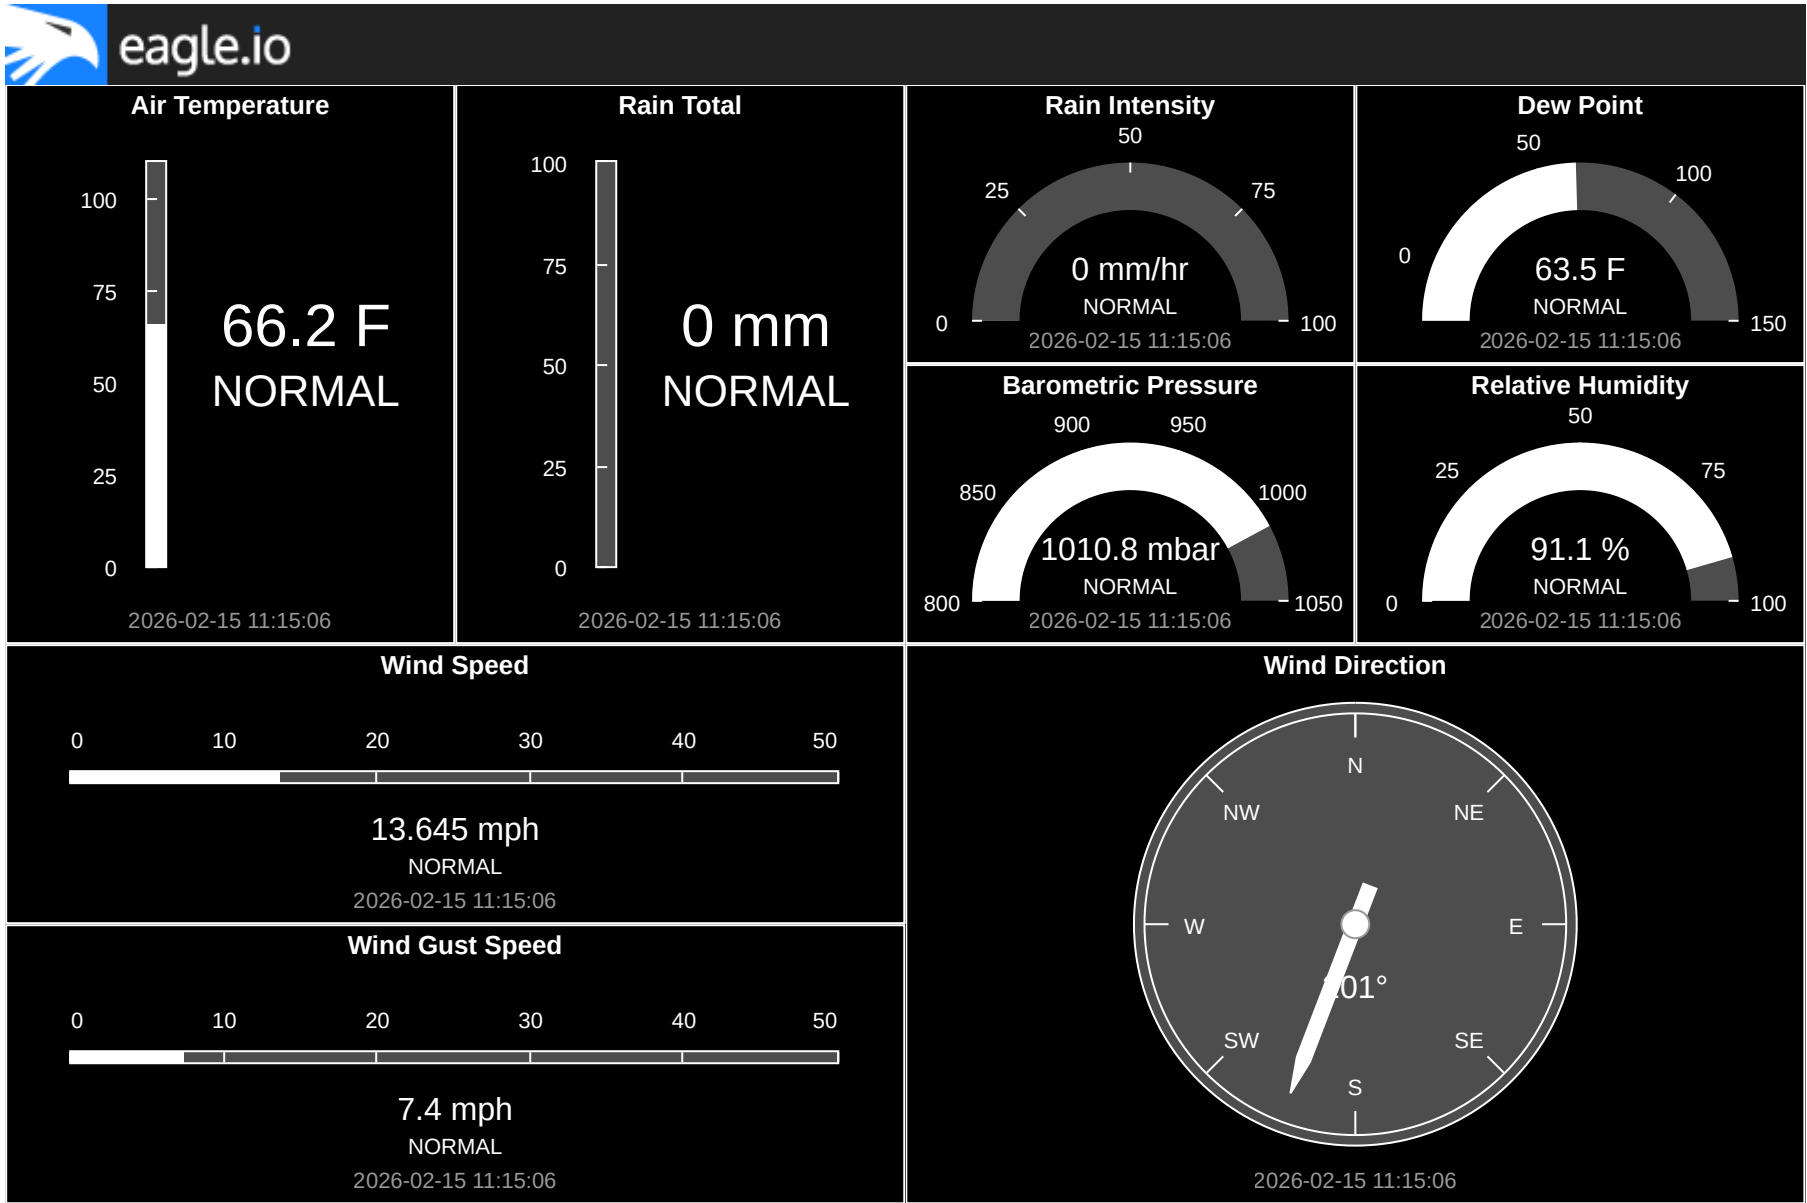 eagle.io
Air Temperature
100
75
50
25
0
66.2 F
NORMAL
2026-02-15 11:15:06
Rain Total
100
75
50
25
0
0 mm
NORMAL
2026-02-15 11:15:06
Rain Intensity
0
25
50
75
100
0 mm/hr
NORMAL
2026-02-15 11:15:06
Dew Point
0
50
100
150
63.5 F
NORMAL
2026-02-15 11:15:06
Barometric Pressure
800
850
900
950
1000
1050
1010.8 mbar
NORMAL
2026-02-15 11:15:06
Relative Humidity
0
25
50
75
100
91.1 %
NORMAL
2026-02-15 11:15:06
Wind Speed
0 10 20 30 40 50
13.645 mph
NORMAL
2026-02-15 11:15:06
Wind Gust Speed
0 10 20 30 40 50
7.4 mph
NORMAL
2026-02-15 11:15:06
Wind Direction
N
NW NE
W E
SW SE
S
2026-02-15 11:15:06